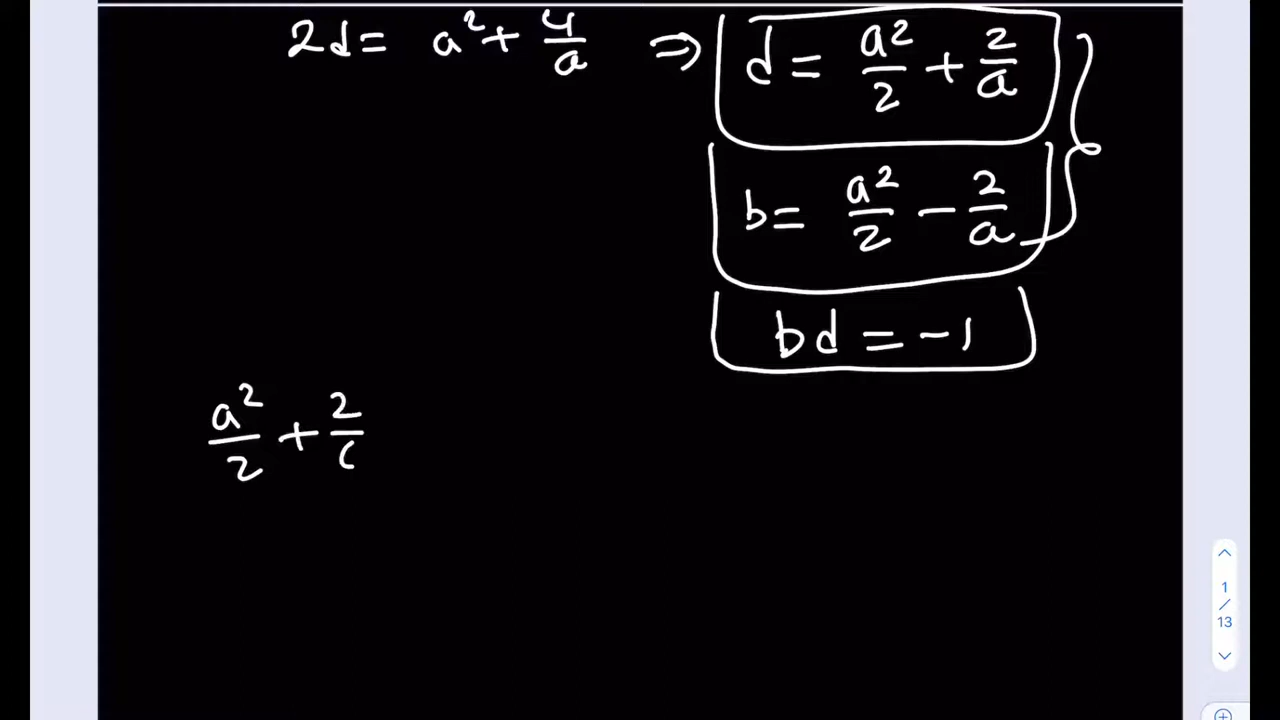 2d = a² + 4/a ⇒ d = a²/2 + 2/a
b = a²/2 - 2/a
bd = -1
a²/2 + 2/
1
/
13